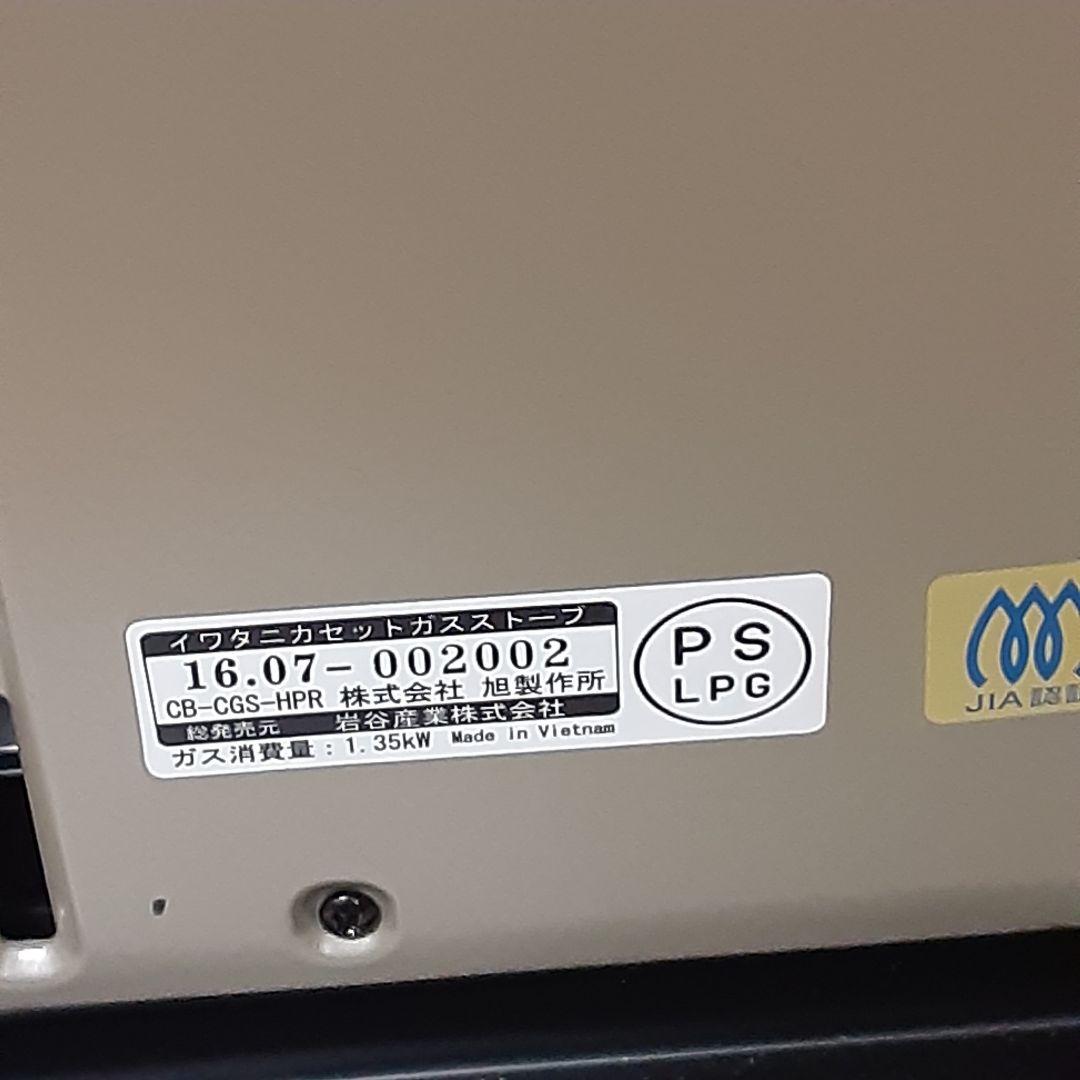 イワタニカセットガスストーブ
16.07-002002
CB-CGS-HPR 株式会社 旭製作所
総発売元 岩谷産業株式会社
ガス消費量:1.35kW Made in Vietnam
PS
LPG
JIA 認証